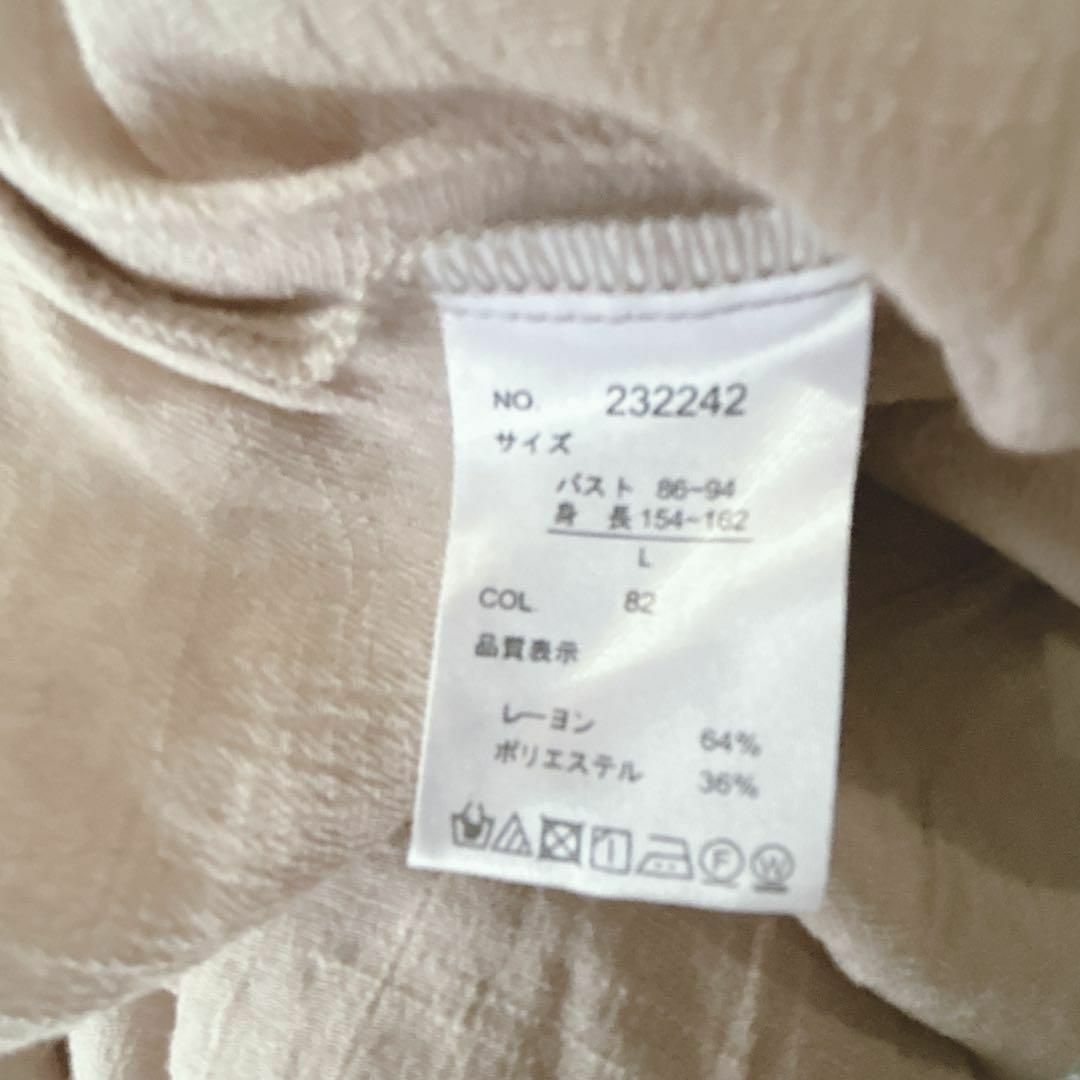 NO. 232242
サイズ
バスト 86-94
身 長 154~162
L
COL. 82
品質表示
レーヨン 64%
ポリエステル 36%
F W